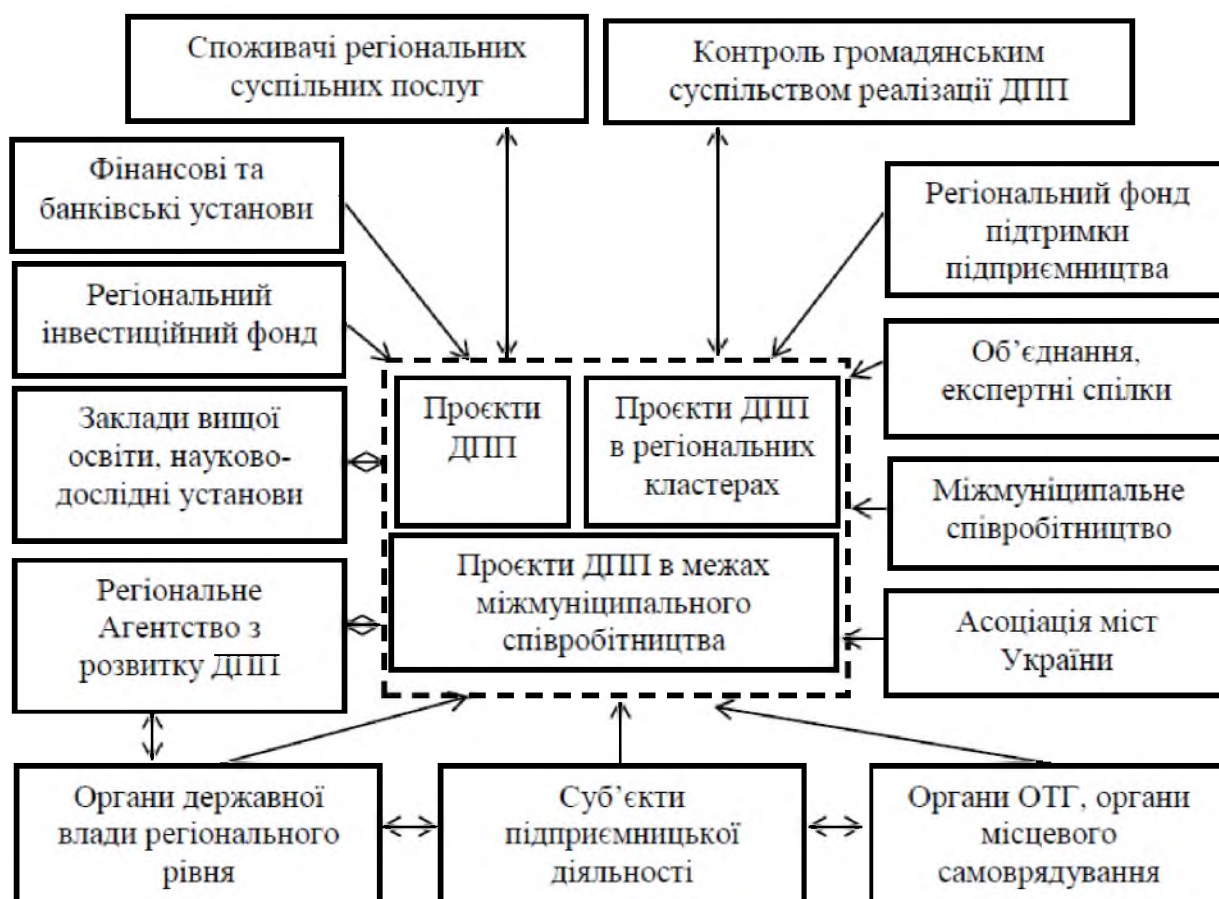 Споживачі регіональних
суспільних послуг
Контроль громадянським
суспільством реалізації ДПП
Фінансові та
банківські установи
Регіональний фонд
підтримки
підприємництва
Регіональний
інвестиційний фонд
Об’єднання,
експертні спілки
Заклади вищої
освіти, науково-
дослідні установи
Проєкти
ДПП
Проєкти ДПП
в регіональних
кластерах
Міжмуніципальне
співробітництво
Проєкти ДПП в межах
міжмуніципального
співробітництва
Регіональне
Агентство з
розвитку ДПП
Асоціація міст
України
Органи державної
влади регіонального
рівня
Суб’єкти
підприємницької
діяльності
Органи ОТГ, органи
місцевого
самоврядування